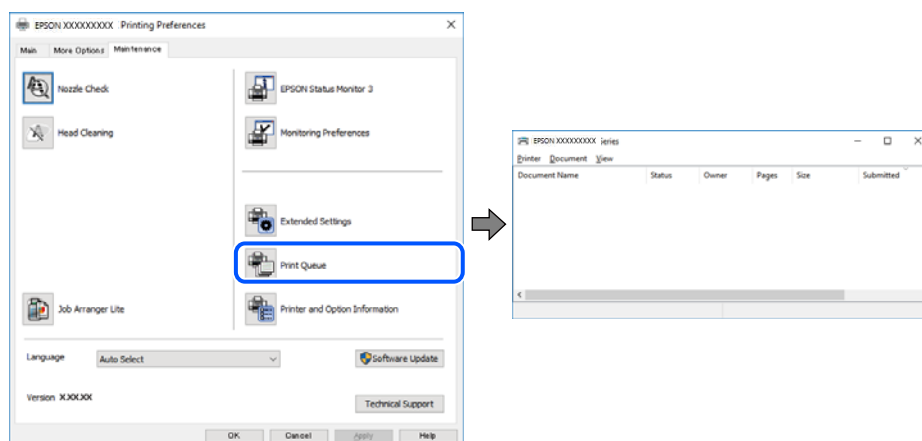 EPSON XXXXXXXXX Printing Preferences
Main More Options Maintenance
Nozzle Check
Head Cleaning
Job Arranger Lite
EPSON Status Monitor 3
Monitoring Preferences
Extended Settings
Print Queue
Printer and Option Information
Language Auto Select Software Update
Version X.XX.XX Technical Support
OK Cancel Apply Help
EPSON XXXXXXXXX ieries
Printer Document View
Document Name Status Owner Pages Size Submitted